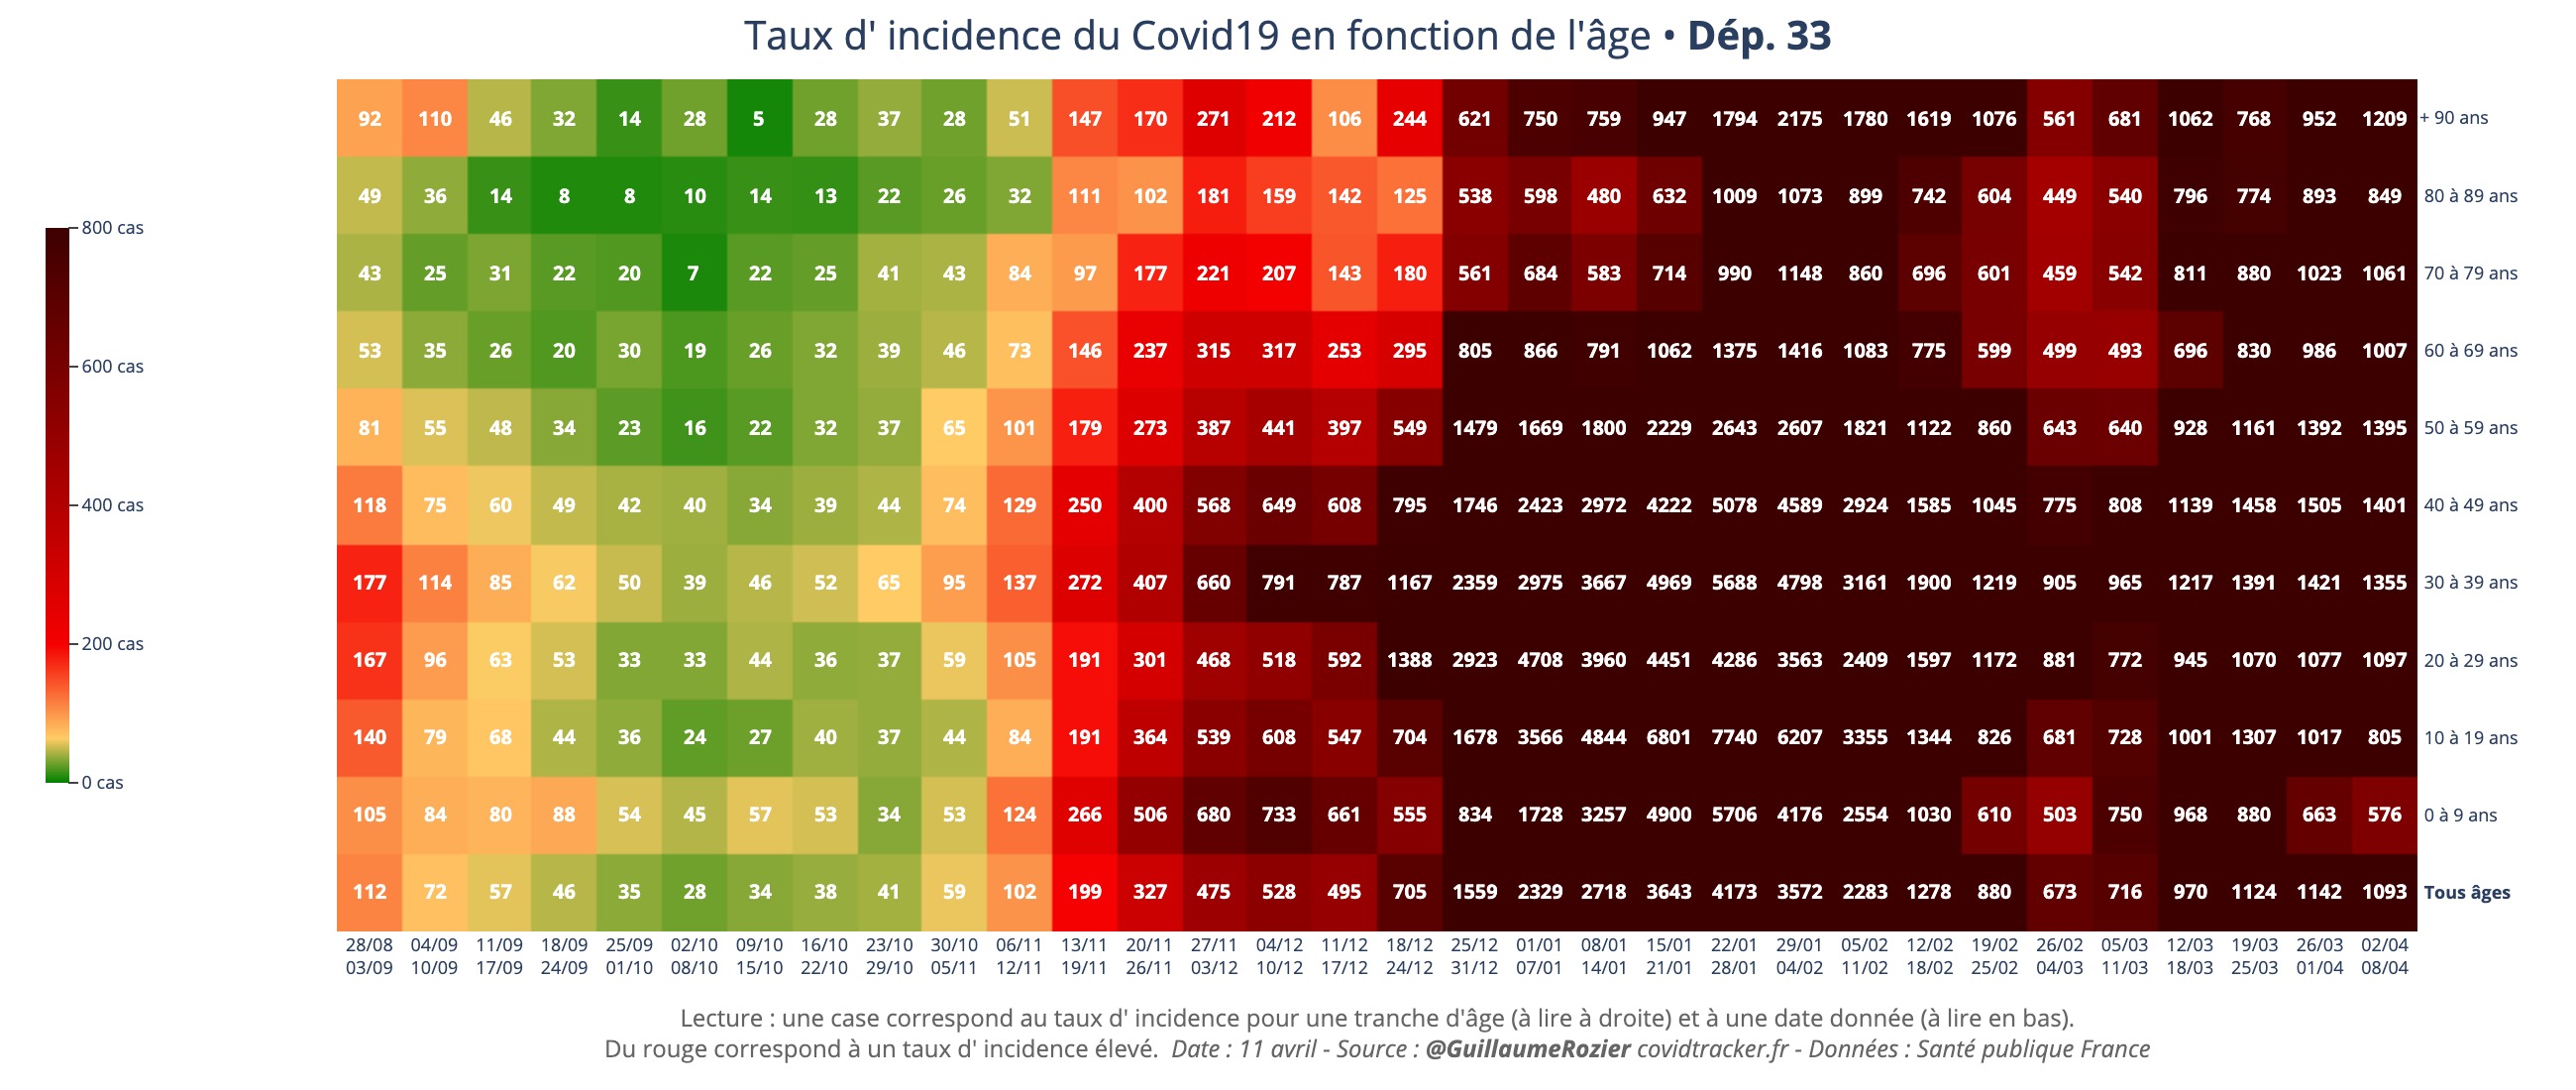 Taux d' incidence du Covid19 en fonction de l'âge • Dép. 33
800 cas
600 cas
400 cas
200 cas
0 cas
92 110 46 32 14 28 5 28 37 28 51 147 170 271 212 106 244 621 750 759 947 1794 2175 1780 1619 1076 561 681 1062 768 952 1209 + 90 ans
49 36 14 8 8 10 14 13 22 26 32 111 102 181 159 142 125 538 598 480 632 1009 1073 899 742 604 449 540 796 774 893 849 80 à 89 ans
43 25 31 22 20 7 22 25 41 43 84 97 177 221 207 143 180 561 684 583 714 990 1148 860 696 601 459 542 811 880 1023 1061 70 à 79 ans
53 35 26 20 30 19 26 32 39 46 73 146 237 315 317 253 295 805 866 791 1062 1375 1416 1083 775 599 499 493 696 830 986 1007 60 à 69 ans
81 55 48 34 23 16 22 32 37 65 101 179 273 387 441 397 549 1479 1669 1800 2229 2643 2607 1821 1122 860 643 640 928 1161 1392 1395 50 à 59 ans
118 75 60 49 42 40 34 39 44 74 129 250 400 568 649 608 795 1746 2423 2972 4222 5078 4589 2924 1585 1045 775 808 1139 1458 1505 1401 40 à 49 ans
177 114 85 62 50 39 46 52 65 95 137 272 407 660 791 787 1167 2359 2975 3667 4969 5688 4798 3161 1900 1219 905 965 1217 1391 1421 1355 30 à 39 ans
167 96 63 53 33 33 44 36 37 59 105 191 301 468 518 592 1388 2923 4708 3960 4451 4286 3563 2409 1597 1172 881 772 945 1070 1077 1097 20 à 29 ans
140 79 68 44 36 24 27 40 37 44 84 191 364 539 608 547 704 1678 3566 4844 6801 7740 6207 3355 1344 826 681 728 1001 1307 1017 805 10 à 19 ans
105 84 80 88 54 45 57 53 34 53 124 266 506 680 733 661 555 834 1728 3257 4900 5706 4176 2554 1030 610 503 750 968 880 663 576 0 à 9 ans
112 72 57 46 35 28 34 38 41 59 102 199 327 475 528 495 705 1559 2329 2718 3643 4173 3572 2283 1278 880 673 716 970 1124 1142 1093 Tous âges
28/08 04/09 11/09 18/09 25/09 02/10 09/10 16/10 23/10 30/10 06/11 13/11 20/11 27/11 04/12 11/12 18/12 25/12 01/01 08/01 15/01 22/01 29/01 05/02 12/02 19/02 26/02 05/03 12/03 19/03 26/03 02/04
03/09 10/09 17/09 24/09 01/10 08/10 15/10 22/10 29/10 05/11 12/11 19/11 26/11 03/12 10/12 17/12 24/12 31/12 07/01 14/01 21/01 28/01 04/02 11/02 18/02 25/02 04/03 11/03 18/03 25/03 01/04 08/04
Lecture : une case correspond au taux d' incidence pour une tranche d'âge (à lire à droite) et à une date donnée (à lire en bas).
Du rouge correspond à un taux d' incidence élevé. Date : 11 avril - Source : @GuillaumeRozier covidtracker.fr - Données : Santé publique France